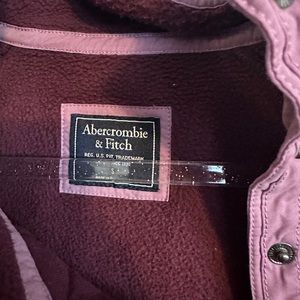 Abercrombie
& Fitch
REG. U.S. PAT. TRADEMARK
S